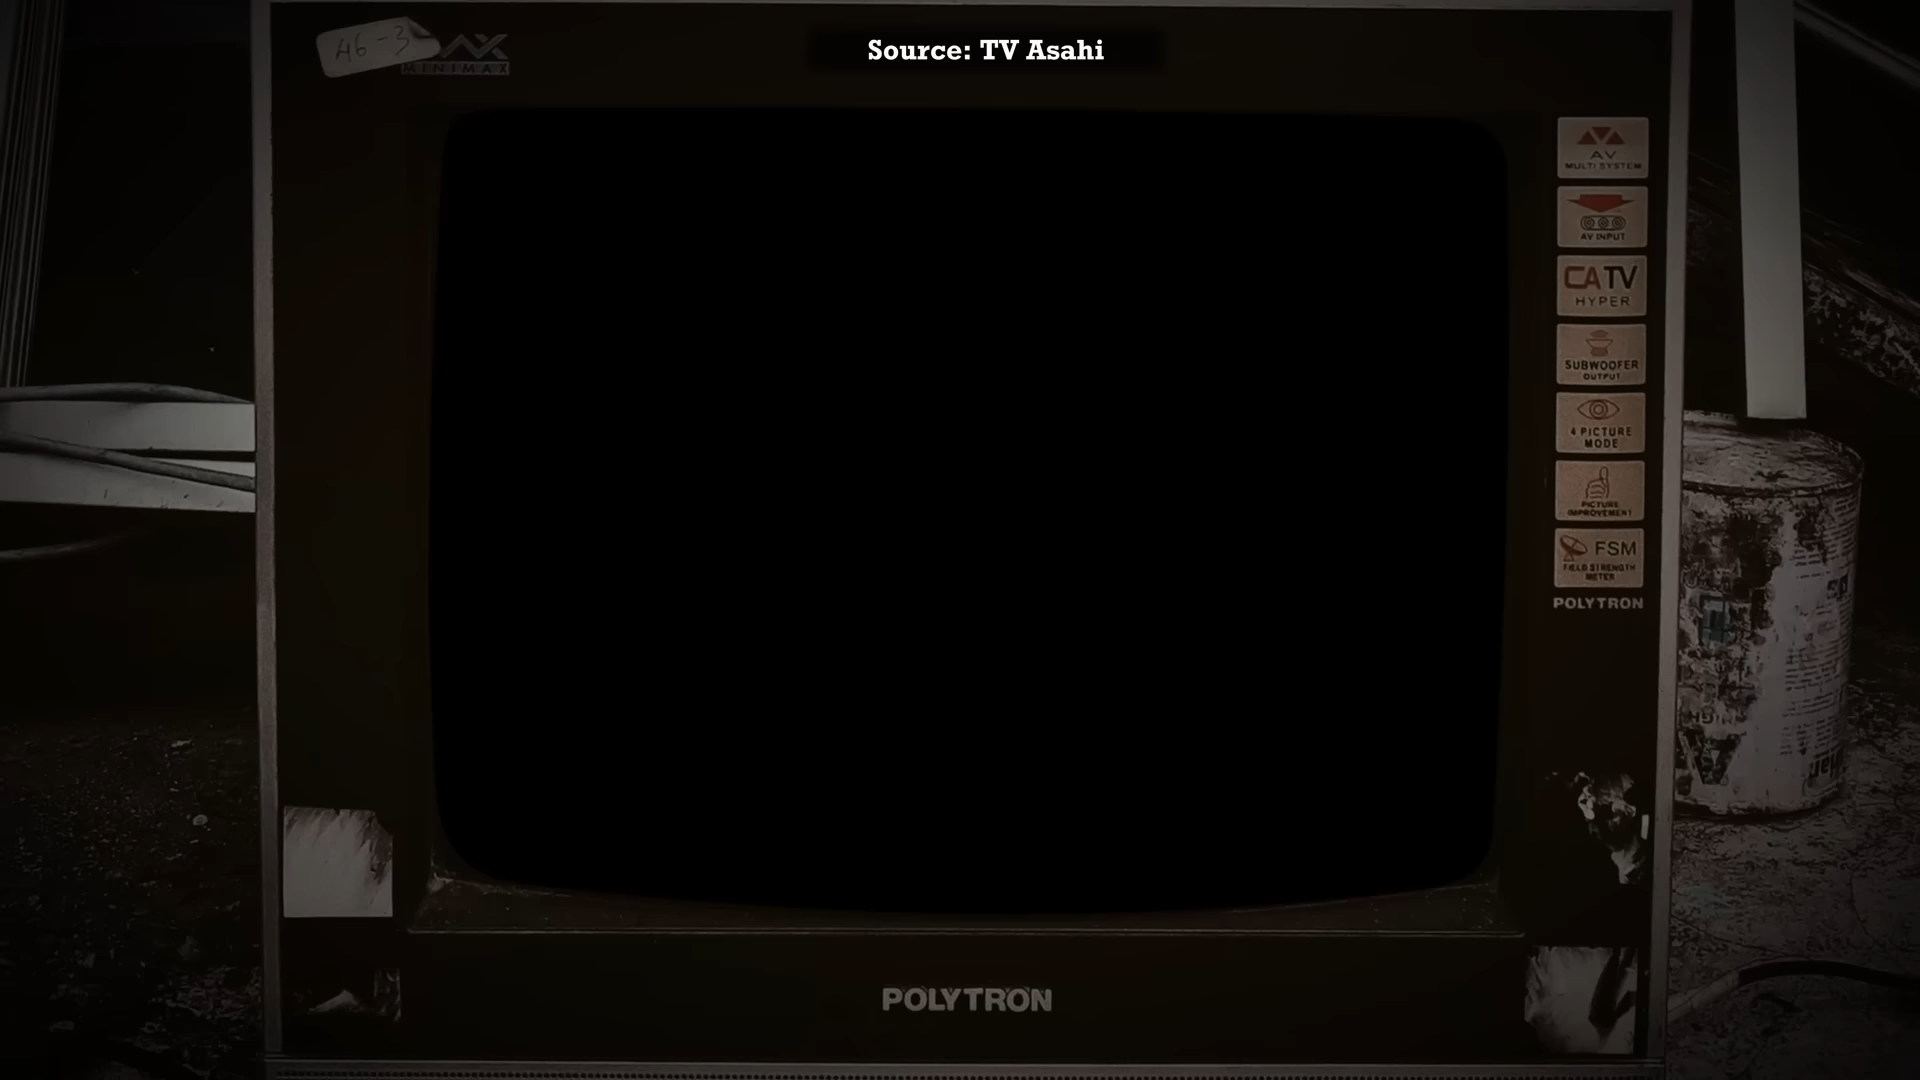 46-3
Source: TV Asahi
MINIMAX
AV
MULTI SYSTEM
AV INPUT
CATV
HYPER
SUBWOOFER
OUTPUT
4 PICTURE
MODE
PICTURE
IMPROVEMENT
FSM
FIELD STRENGTH
METER
POLYTRON
POLYTRON